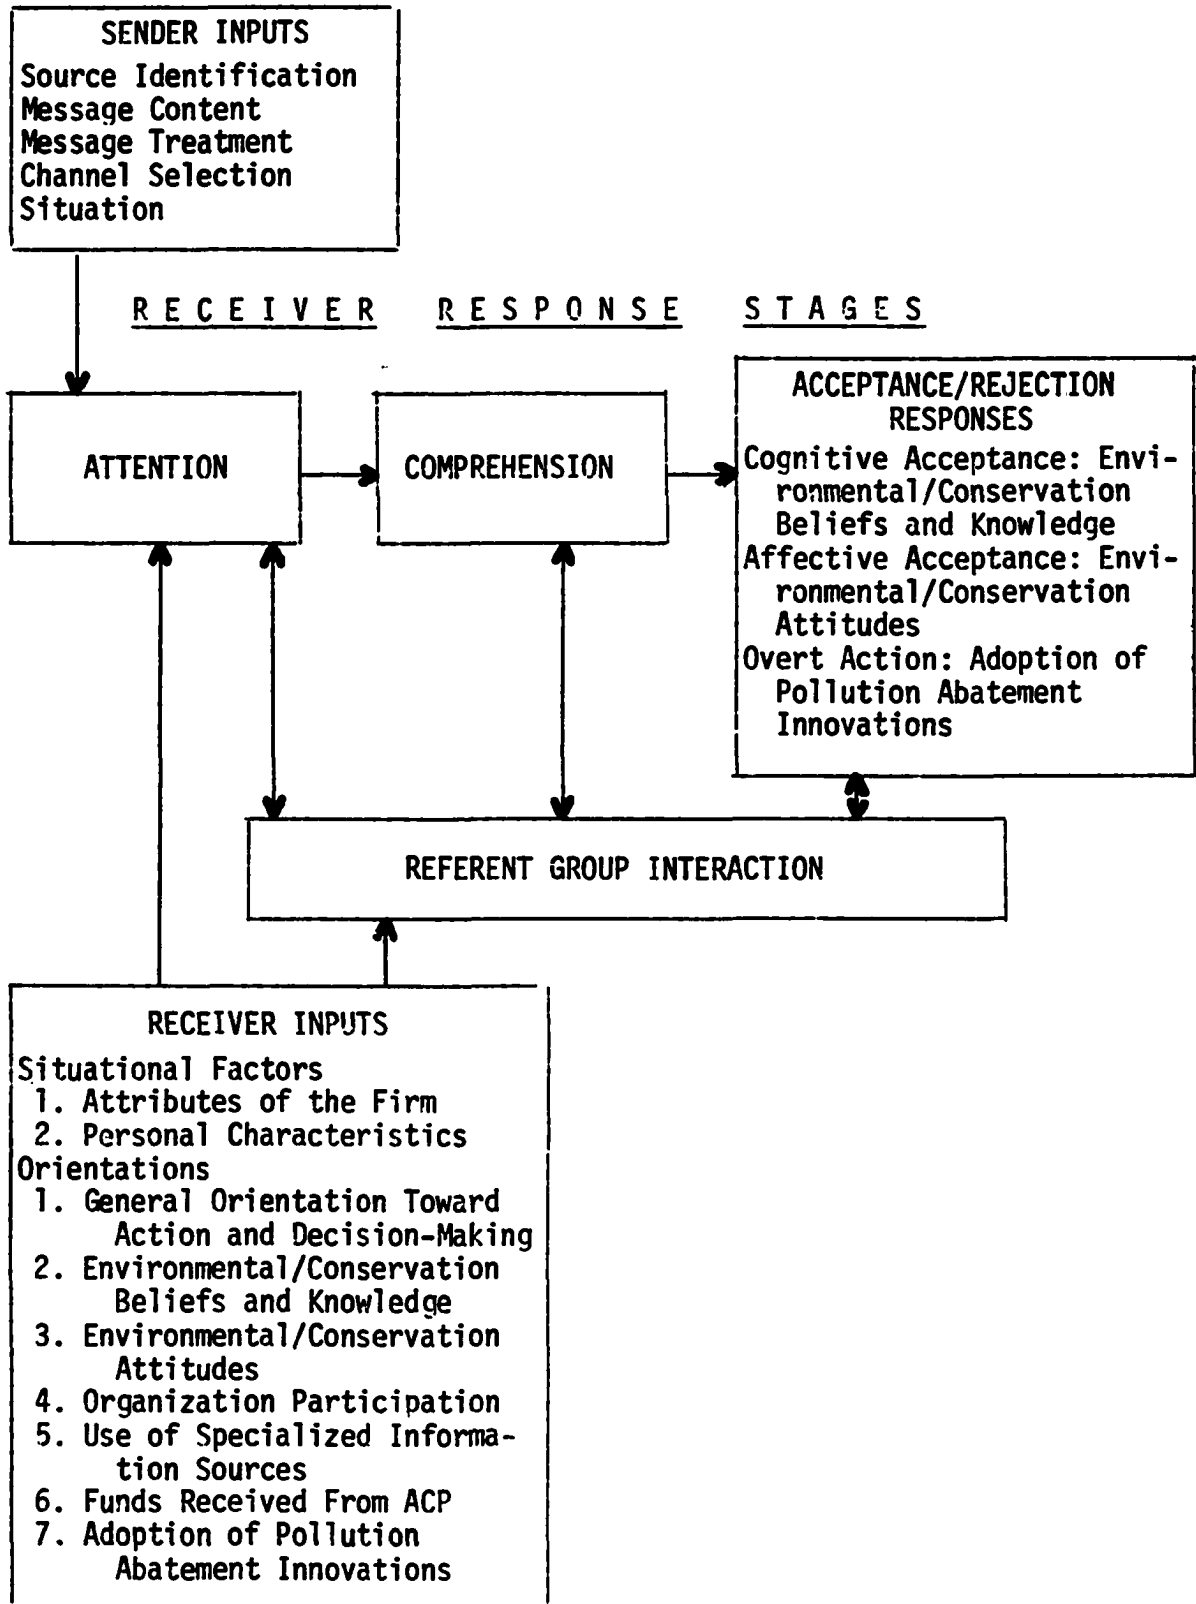 SENDER INPUTS
Source Identification
Message Content
Message Treatment
Channel Selection
Situation
RECEIVER RESPONSE STAGES
ATTENTION
COMPREHENSION
ACCEPTANCE/REJECTION
RESPONSES
Cognitive Acceptance: Envi-
ronmental/Conservation
Beliefs and Knowledge
Affective Acceptance: Envi-
ronmental/Conservation
Attitudes
Overt Action: Adoption of
Pollution Abatement
Innovations
REFERENT GROUP INTERACTION
RECEIVER INPUTS
Situational Factors
1. Attributes of the Firm
2. Personal Characteristics
Orientations
1. General Orientation Toward
Action and Decision-Making
2. Environmental/Conservation
Beliefs and Knowledge
3. Environmental/Conservation
Attitudes
4. Organization Participation
5. Use of Specialized Informa-
tion Sources
6. Funds Received From ACP
7. Adoption of Pollution
Abatement Innovations